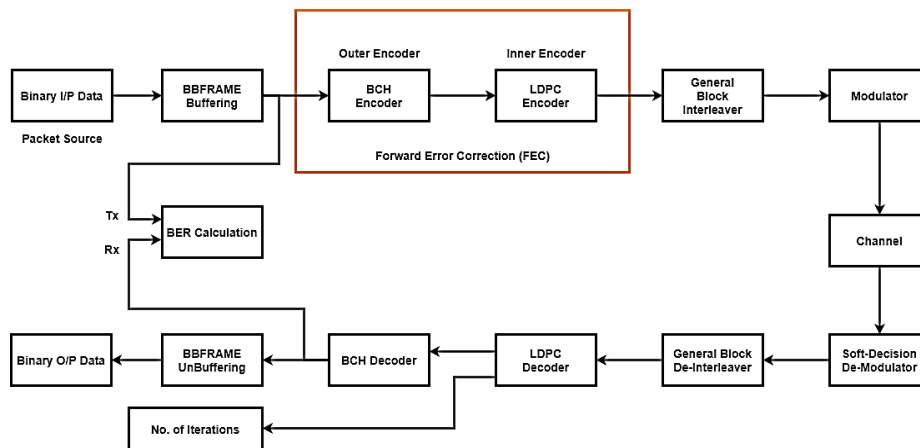 Outer Encoder
Inner Encoder
Binary I/P Data
BBFRAME
Buffering
BCH
Encoder
LDPC
Encoder
General
Block
Interleaver
Modulator
Packet Source
Forward Error Correction (FEC)
Tx
BER Calculation
Rx
Channel
Binary O/P Data
BBFRAME
UnBuffering
BCH Decoder
LDPC
Decoder
General Block
De-Interleaver
Soft-Decision
De-Modulator
No. of Iterations